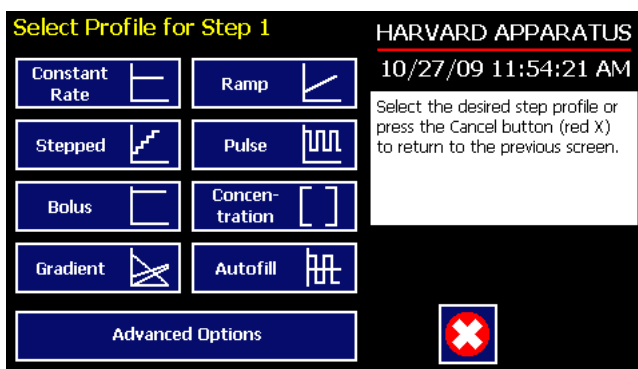 Select Profile for Step 1
HARVARD APPARATUS
10/27/09 11:54:21 AM
Constant
Rate
Ramp
Select the desired step profile or
press the Cancel button (red X)
to return to the previous screen.
Stepped
Pulse
Bolus
Concen-
tration
Gradient
Autofill
Advanced Options